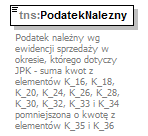 tns:PodatekNalezny
Podatek należny wg
ewidencji sprzedaży w
okresie, którego dotyczy
JPK - suma kwot z
elementów K_16, K_18,
K_20, K_24, K_26, K_28,
K_30, K_32, K_33 i K_34
pomniejszona o kwotę z
elementów K_35 i K_36